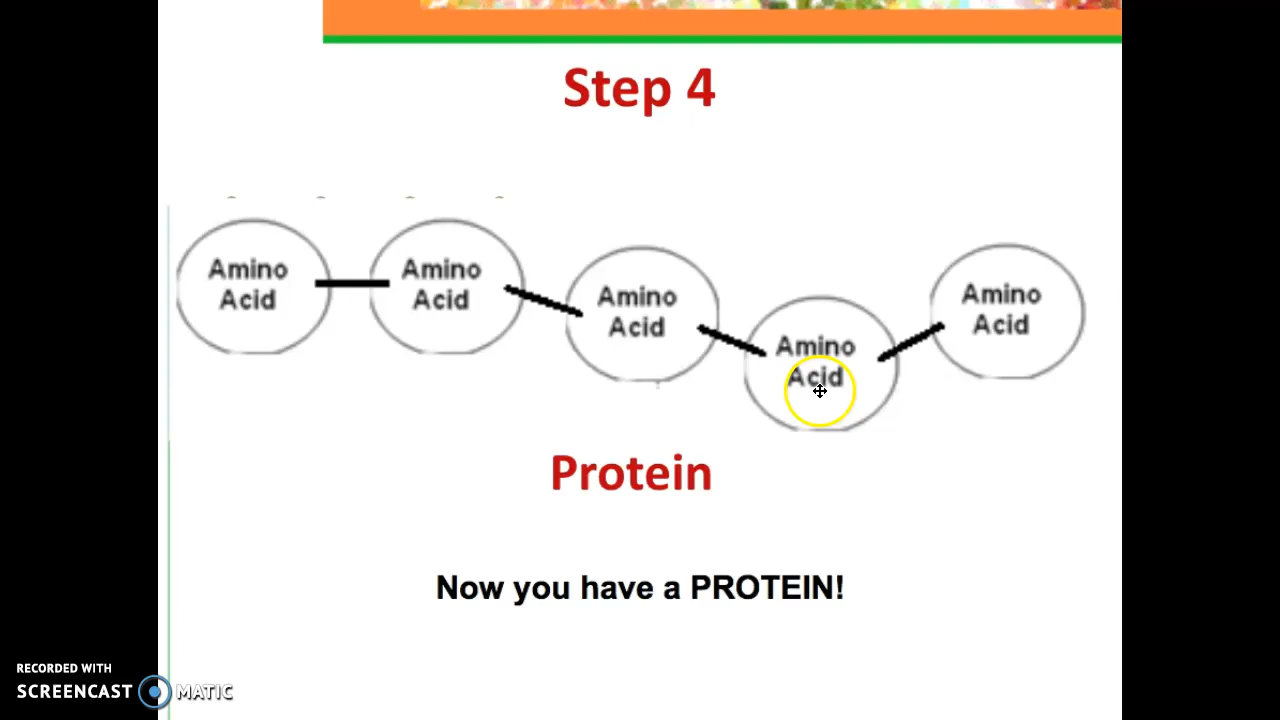 Step 4
Amino
Acid
Amino
Acid
Amino
Acid
Amino
Acid
Amino
Acid
Protein
Now you have a PROTEIN!
RECORDED WITH
SCREENCAST MATIC